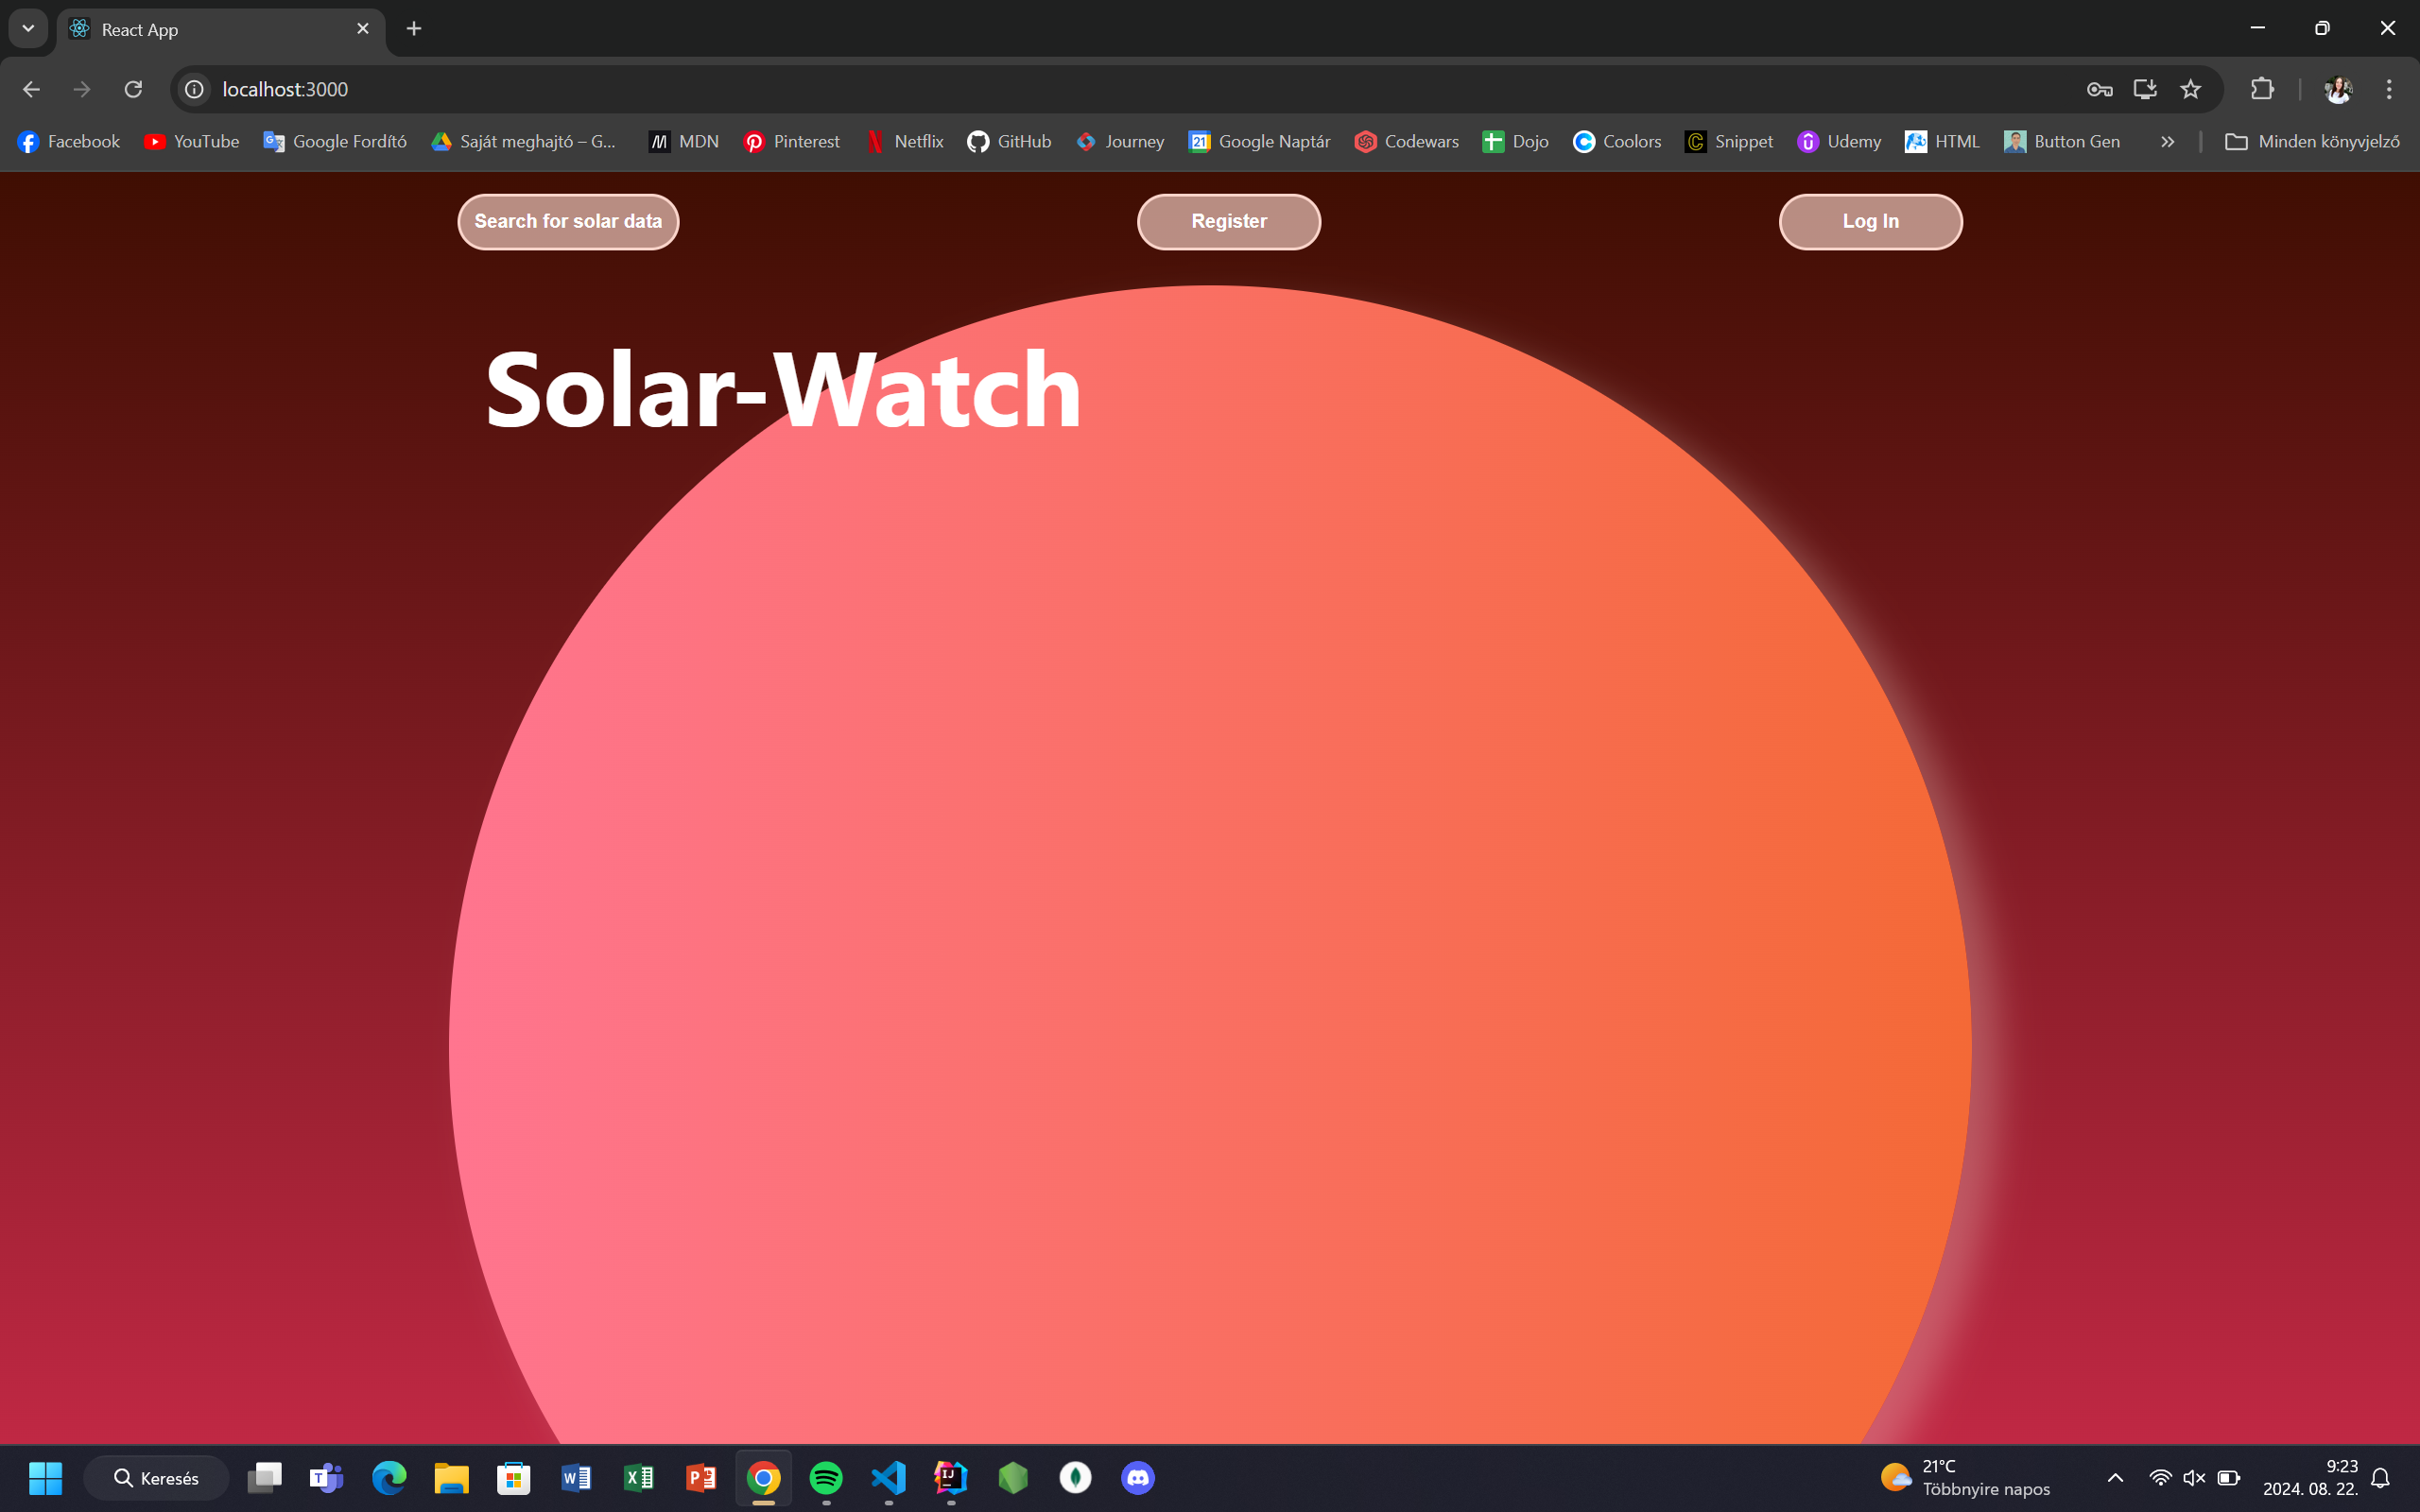 React App
localhost:3000
Facebook YouTube Google Fordító Saját meghajtó – G... MDN Pinterest Netflix GitHub Journey Google Naptár Codewars Dojo Coolors Snippet Udemy HTML Button Gen Minden könyvjelző
Search for solar data Register Log In
Solar-Watch
Keresés
21°C
Többnyire napos
9:23
2024. 08. 22.